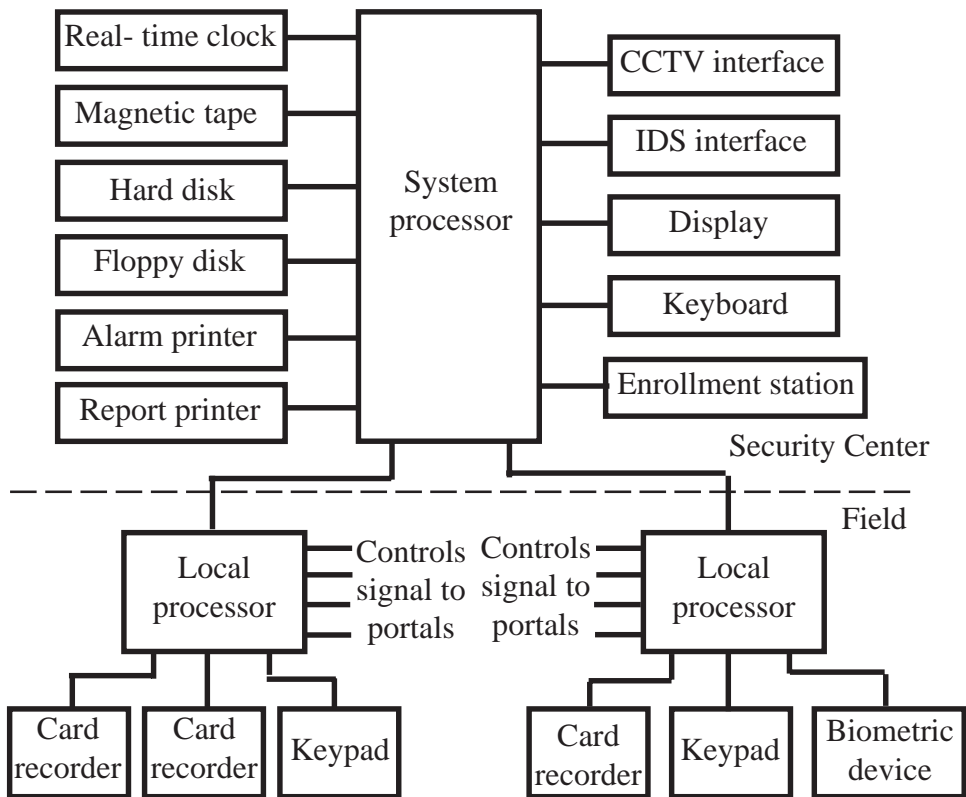 Real- time clock
Magnetic tape
Hard disk
Floppy disk
Alarm printer
Report printer
System
processor
CCTV interface
IDS interface
Display
Keyboard
Enrollment station
Security Center
Field
Local
processor
Controls
signal to
portals
Controls
signal to
portals
Local
processor
Card
recorder
Card
recorder
Keypad
Card
recorder
Keypad
Biometric
device